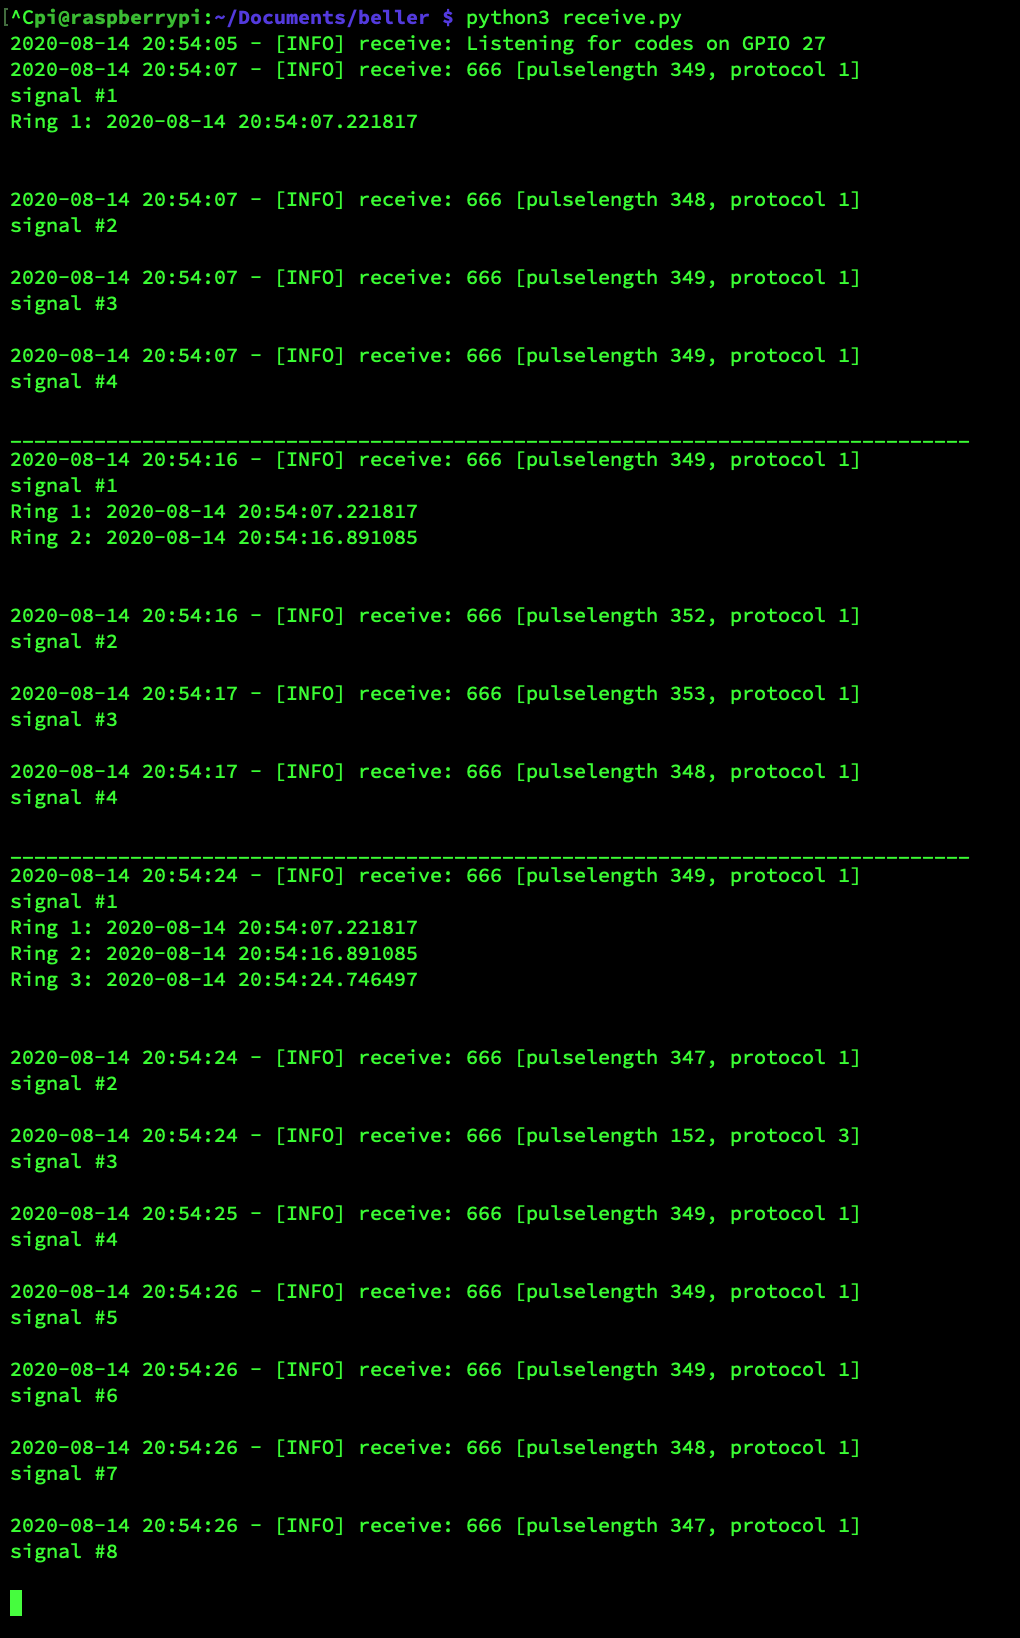 [^Cpi@raspberrypi:~/Documents/beller $ python3 receive.py
2020-08-14 20:54:05 - [INFO] receive: Listening for codes on GPIO 27
2020-08-14 20:54:07 - [INFO] receive: 666 [pulselength 349, protocol 1]
signal #1
Ring 1: 2020-08-14 20:54:07.221817
2020-08-14 20:54:07 - [INFO] receive: 666 [pulselength 348, protocol 1]
signal #2
2020-08-14 20:54:07 - [INFO] receive: 666 [pulselength 349, protocol 1]
signal #3
2020-08-14 20:54:07 - [INFO] receive: 666 [pulselength 349, protocol 1]
signal #4
________________________________________________________________________________
2020-08-14 20:54:16 - [INFO] receive: 666 [pulselength 349, protocol 1]
signal #1
Ring 1: 2020-08-14 20:54:07.221817
Ring 2: 2020-08-14 20:54:16.891085
2020-08-14 20:54:16 - [INFO] receive: 666 [pulselength 352, protocol 1]
signal #2
2020-08-14 20:54:17 - [INFO] receive: 666 [pulselength 353, protocol 1]
signal #3
2020-08-14 20:54:17 - [INFO] receive: 666 [pulselength 348, protocol 1]
signal #4
________________________________________________________________________________
2020-08-14 20:54:24 - [INFO] receive: 666 [pulselength 349, protocol 1]
signal #1
Ring 1: 2020-08-14 20:54:07.221817
Ring 2: 2020-08-14 20:54:16.891085
Ring 3: 2020-08-14 20:54:24.746497
2020-08-14 20:54:24 - [INFO] receive: 666 [pulselength 347, protocol 1]
signal #2
2020-08-14 20:54:24 - [INFO] receive: 666 [pulselength 152, protocol 3]
signal #3
2020-08-14 20:54:25 - [INFO] receive: 666 [pulselength 349, protocol 1]
signal #4
2020-08-14 20:54:26 - [INFO] receive: 666 [pulselength 349, protocol 1]
signal #5
2020-08-14 20:54:26 - [INFO] receive: 666 [pulselength 349, protocol 1]
signal #6
2020-08-14 20:54:26 - [INFO] receive: 666 [pulselength 348, protocol 1]
signal #7
2020-08-14 20:54:26 - [INFO] receive: 666 [pulselength 347, protocol 1]
signal #8